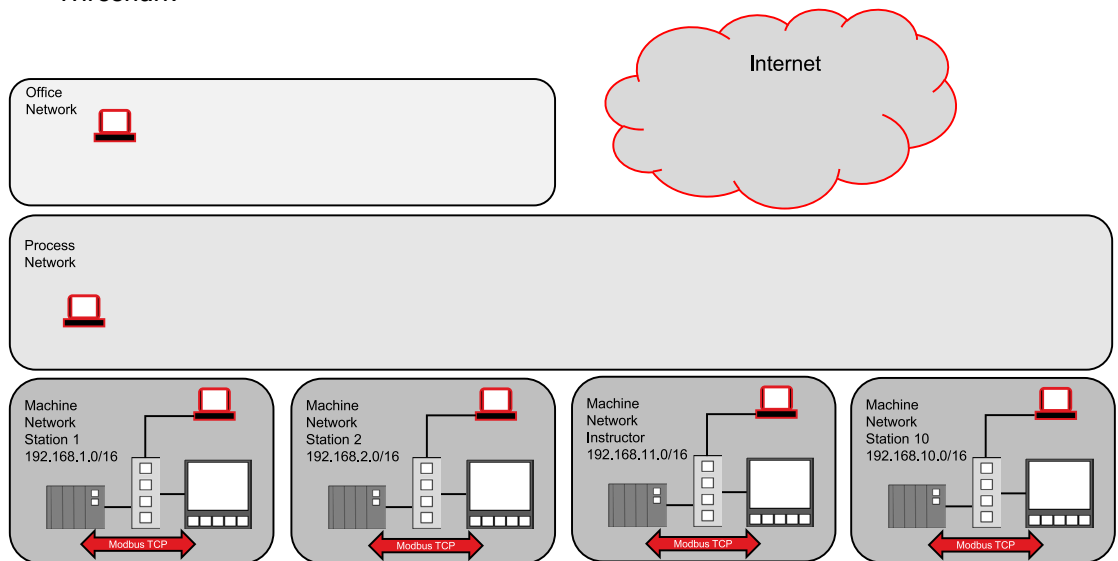 Internet
Office
Network
Process
Network
Machine
Network
Station 1
192.168.1.0/16
Modbus TCP
Machine
Network
Station 2
192.168.2.0/16
Modbus TCP
Machine
Network
Instructor
192.168.11.0/16
Modbus TCP
Machine
Network
Station 10
192.168.10.0/16
Modbus TCP